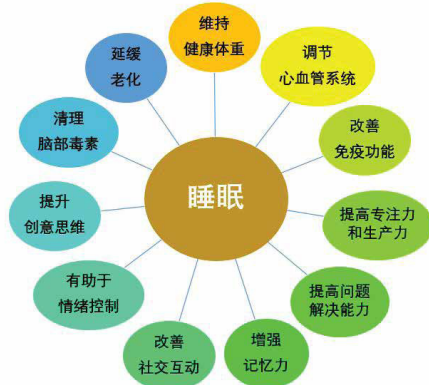 维持
健康体重
调节
心血管系统
改善
免疫功能
提高专注力
和生产力
提高问题
解决能力
增强
记忆力
改善
社交互动
有助于
情绪控制
提升
创意思维
清理
脑部毒素
延缓
老化
睡眠